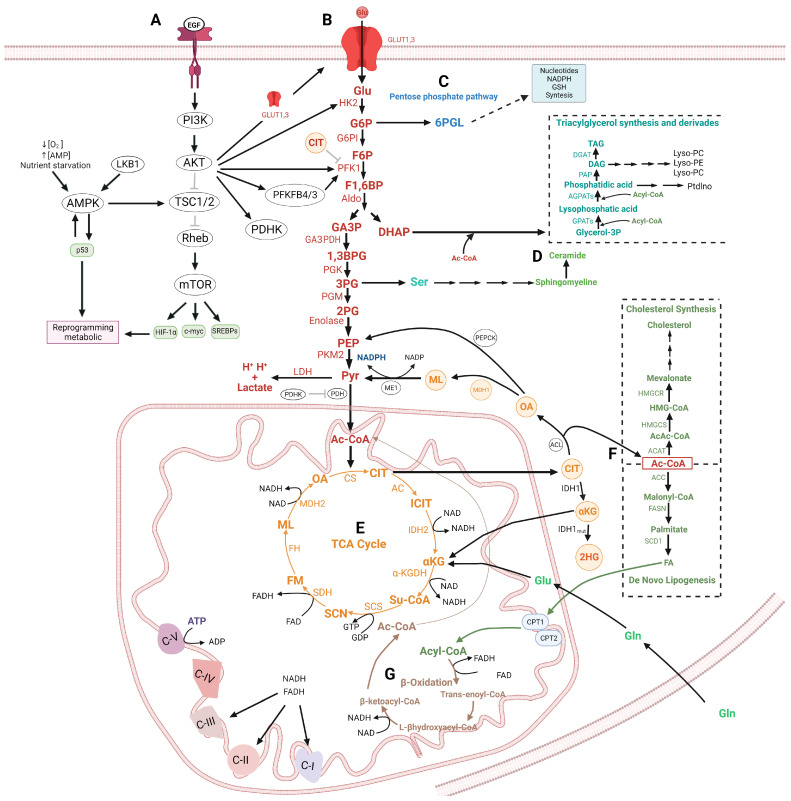 A
EGF
PI3K
AKT
TSC1/2
Rheb
mTOR
HIF-1α
c-myc
SREBPs
↓[O₂]
↑[AMP]
Nutrient starvation
LKB1
AMPK
p53
Reprogramming
metabolic
PFKFB4/3
PDHK
GLUT1,3
B
Glu
GLUT1,3
Glu
HK2
G6P
G6PI
CIT
F6P
PFK1
F1,6BP
Aldo
GA3P
DHAP
GA3PDH
1,3BPG
PGK
3PG
PGM
2PG
Enolase
PEP
PKM2
Pyr
LDH
H⁺ H⁺
+
Lactate
PDHK
PDH
NADPH
NADP
ME1
ML
MDH1
OA
PEPCK
C
Pentose phosphate pathway
6PGL
Nucleotides
NADPH
GSH
Syntesis
Triacylglycerol synthesis and derivades
TAG
DGAT
DAG
Lyso-PC
Lyso-PE
Lyso-PC
PAP
Phosphatidic acid
PtdIno
AGPATs
Acyl-CoA
Lysophosphatic acid
GPATs
Acyl-CoA
Glycerol-3P
Ac-CoA
D
Ceramide
Ser
Sphingomyeline
Cholesterol Synthesis
Cholesterol
Mevalonate
HMGCR
HMG-CoA
HMGCS
AcAc-CoA
ACAT
F
Ac-CoA
ACC
Malonyl-CoA
FASN
Palmitate
SCD1
FA
De Novo Lipogenesis
ACL
CIT
IDH1
αKG
IDH1mut
2HG
Ac-CoA
OA
CS
CIT
AC
ICIT
NAD
IDH2
NADH
αKG
α-KGDH
NAD
NADH
Su-CoA
SCS
GTP
GDP
SCN
SDH
FADH
FAD
FM
FH
ML
MDH2
NADH
NAD
E
TCA Cycle
Glu
Gln
Gln
CPT1
CPT2
Ac-CoA
Acyl-CoA
FADH
FAD
G
β-Oxidation
Trans-enoyl-CoA
β-ketoacyl-CoA
L-βhydroxyacyl-CoA
NADH
NAD
ATP
ADP
C-V
C-IV
C-III
C-II
C-I
NADH
FADH